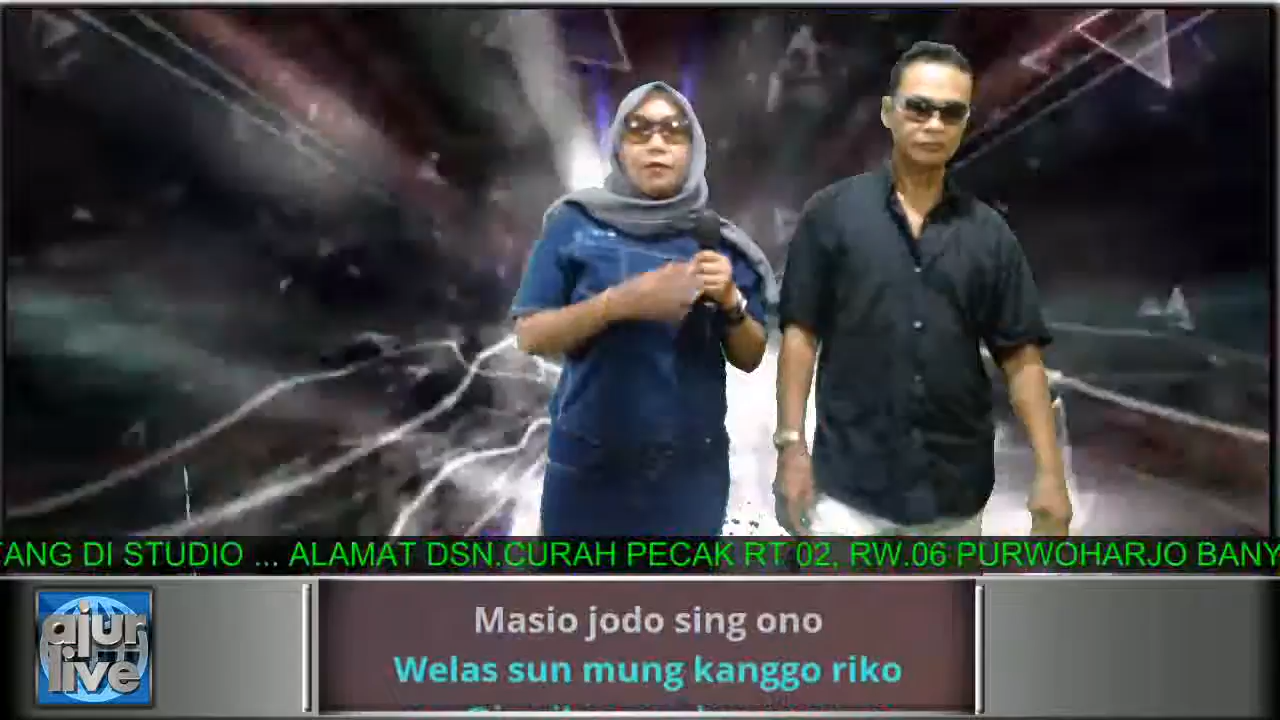 TANG DI STUDIO ... ALAMAT DSN.CURAH PECAK RT 02, RW.06 PURWOHARJO BANY
ajur
live
Masio jodo sing ono
Welas sun mung kanggo riko